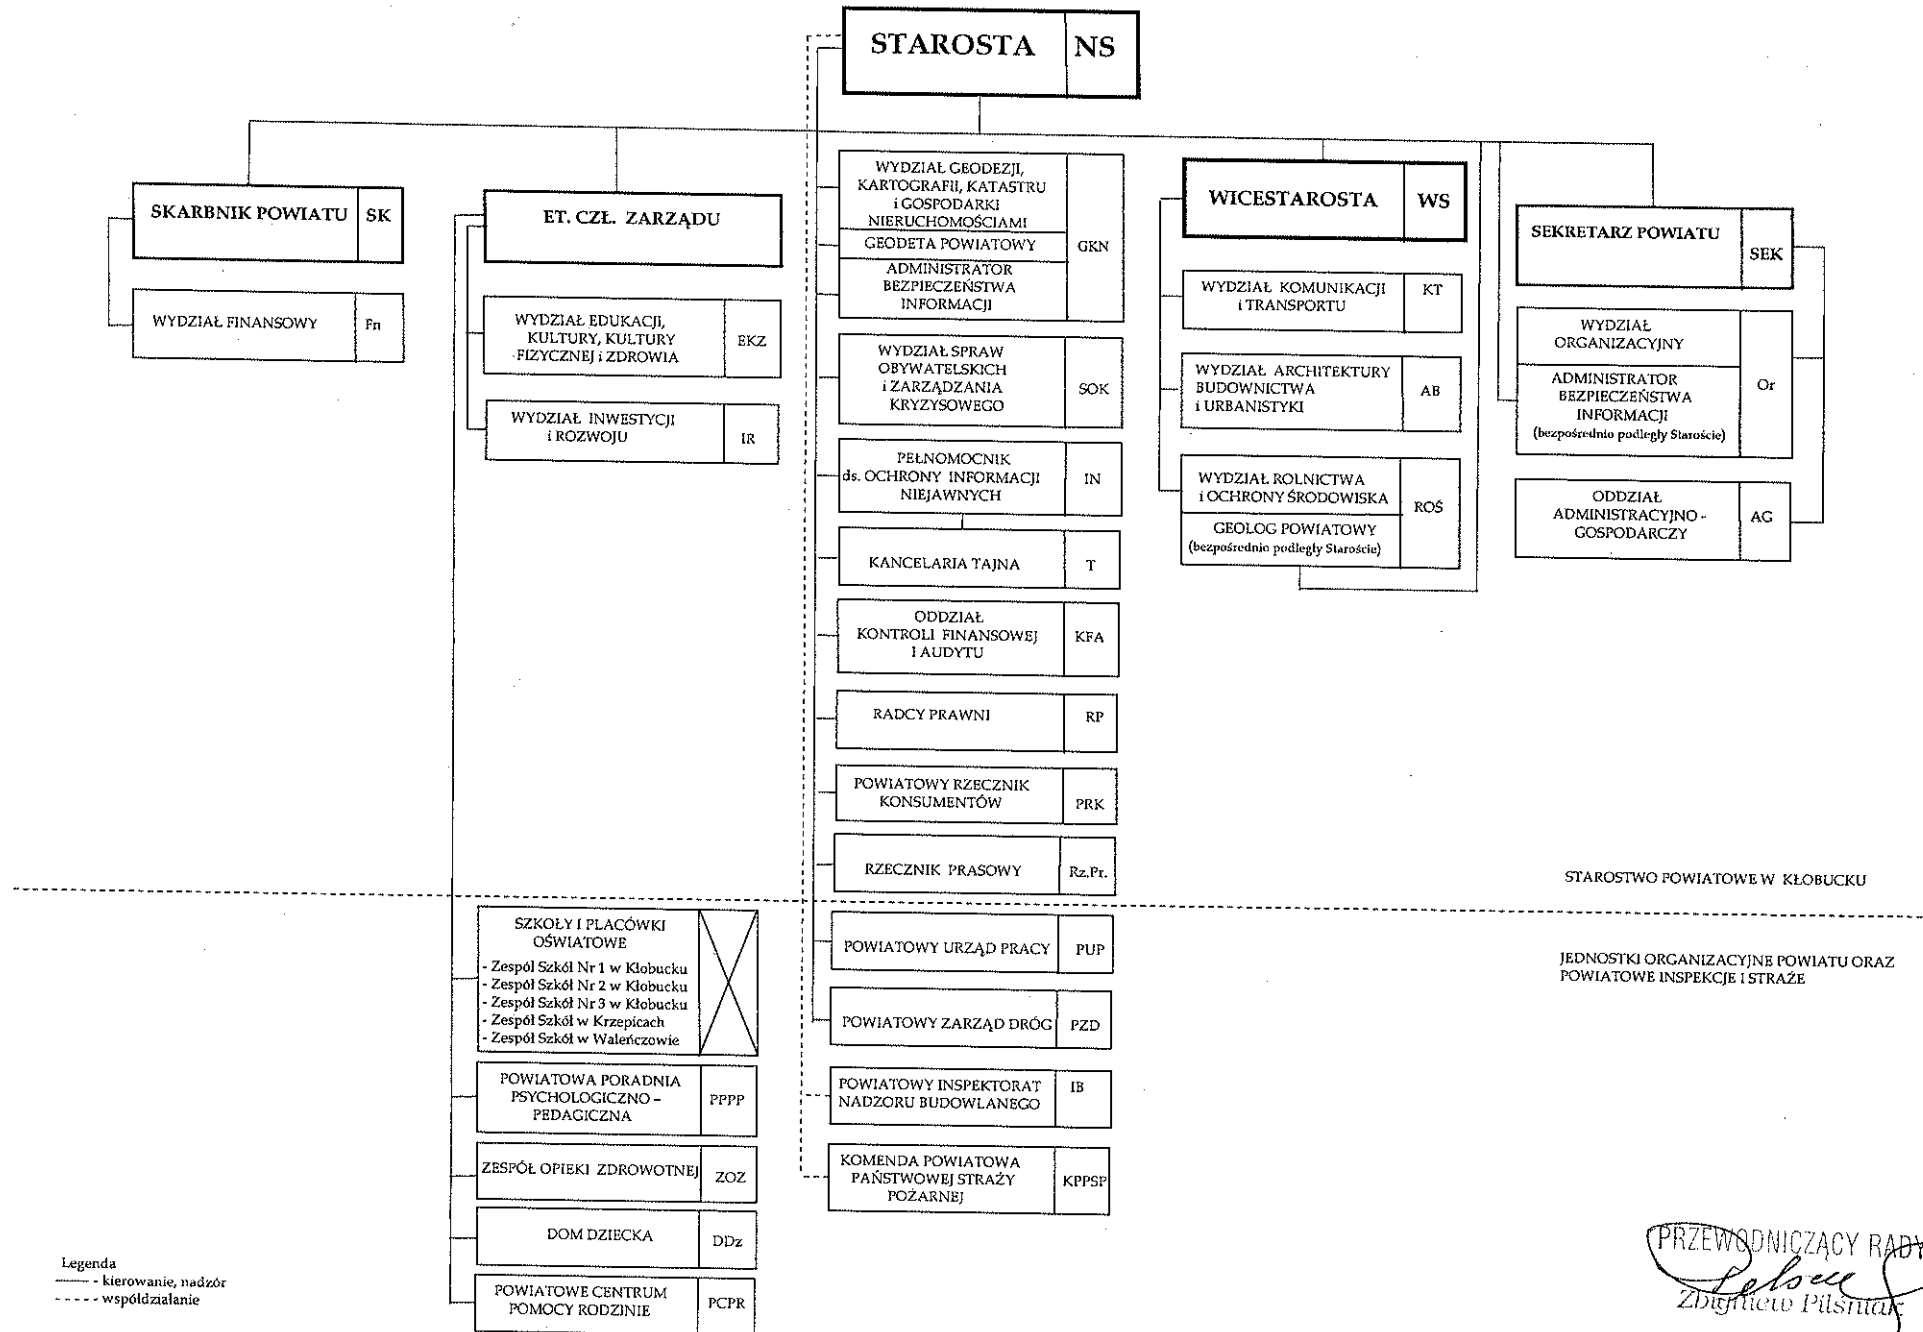 STAROSTA NS
SKARBNIK POWIATU SK
WYDZIAŁ FINANSOWY Fn
ET. CZŁ. ZARZĄDU
WYDZIAŁ EDUKACJI,
KULTURY, KULTURY
FIZYCZNEJ i ZDROWIA
EKZ
WYDZIAŁ INWESTYCJI
i ROZWOJU
IR
WYDZIAŁ GEODEZJI,
KARTOGRAFII, KATASTRU
i GOSPODARKI
NIERUCHOMOŚCIAMI
GEODETA POWIATOWY
ADMINISTRATOR
BEZPIECZEŃSTWA
INFORMACJI
GKN
WYDZIAŁ SPRAW
OBYWATELSKICH
i ZARZĄDZANIA
KRYZYSOWEGO
SOK
PEŁNOMOCNIK
ds. OCHRONY INFORMACJI
NIEJAWNYCH
IN
KANCELARIA TAJNA T
ODDZIAŁ
KONTROLI FINANSOWEJ
I AUDYTU
KFA
RADCY PRAWNI RP
POWIATOWY RZECZNIK
KONSUMENTÓW
PRK
RZECZNIK PRASOWY Rz.Pr.
WICESTAROSTA WS
WYDZIAŁ KOMUNIKACJI
i TRANSPORTU
KT
WYDZIAŁ ARCHITEKTURY
BUDOWNICTWA
i URBANISTYKI
AB
WYDZIAŁ ROLNICTWA
i OCHRONY ŚRODOWISKA
GEOLOG POWIATOWY
(bezpośrednio podległy Staroście)
ROŚ
SEKRETARZ POWIATU SEK
WYDZIAŁ
ORGANIZACYJNY
ADMINISTRATOR
BEZPIECZEŃSTWA
INFORMACJI
(bezpośrednio podległy Staroście)
Or
ODDZIAŁ
ADMINISTRACYJNO -
GOSPODARCZY
AG
STAROSTWO POWIATOWE W KŁOBUCKU
JEDNOSTKI ORGANIZACYJNE POWIATU ORAZ
POWIATOWE INSPEKCJE I STRAŻE
SZKOŁY I PLACÓWKI
OŚWIATOWE
- Zespół Szkół Nr 1 w Kłobucku
- Zespół Szkół Nr 2 w Kłobucku
- Zespół Szkół Nr 3 w Kłobucku
- Zespół Szkół w Krzepicach
- Zespół Szkół w Waleńczowie
POWIATOWA PORADNIA
PSYCHOLOGICZNO –
PEDAGICZNA
PPPP
ZESPÓŁ OPIEKI ZDROWOTNEJ ZOZ
DOM DZIECKA DDz
POWIATOWE CENTRUM
POMOCY RODZINIE
PCPR
POWIATOWY URZĄD PRACY PUP
POWIATOWY ZARZĄD DRÓG PZD
POWIATOWY INSPEKTORAT
NADZORU BUDOWLANEGO
IB
KOMENDA POWIATOWA
PAŃSTWOWEJ STRAŻY
POŻARNEJ
KPPSP
Legenda
- kierowanie, nadzór
- współdziałanie
PRZEWODNICZĄCY RADY
Zbigniew Pilśniak